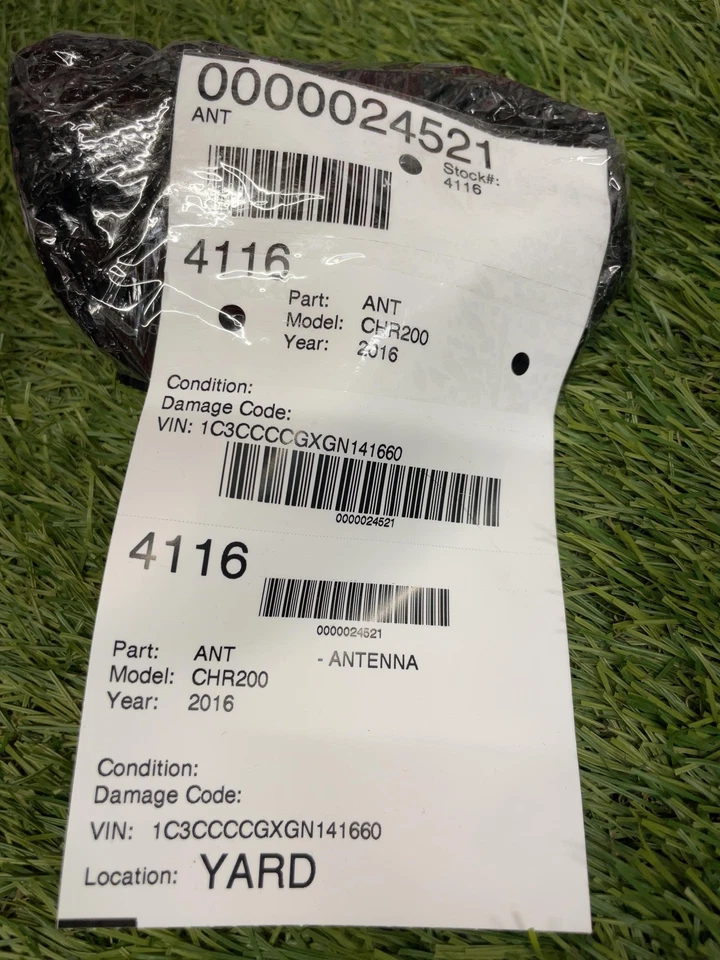 0000024521
ANT
Stock#:
4116
4116
Part: ANT
Model: CHR200
Year: 2016
Condition:
Damage Code:
VIN: 1C3CCCCGXGN141660
0000024521
4116
0000024521
Part: ANT - ANTENNA
Model: CHR200
Year: 2016
Condition:
Damage Code:
VIN: 1C3CCCCGXGN141660
Location: YARD